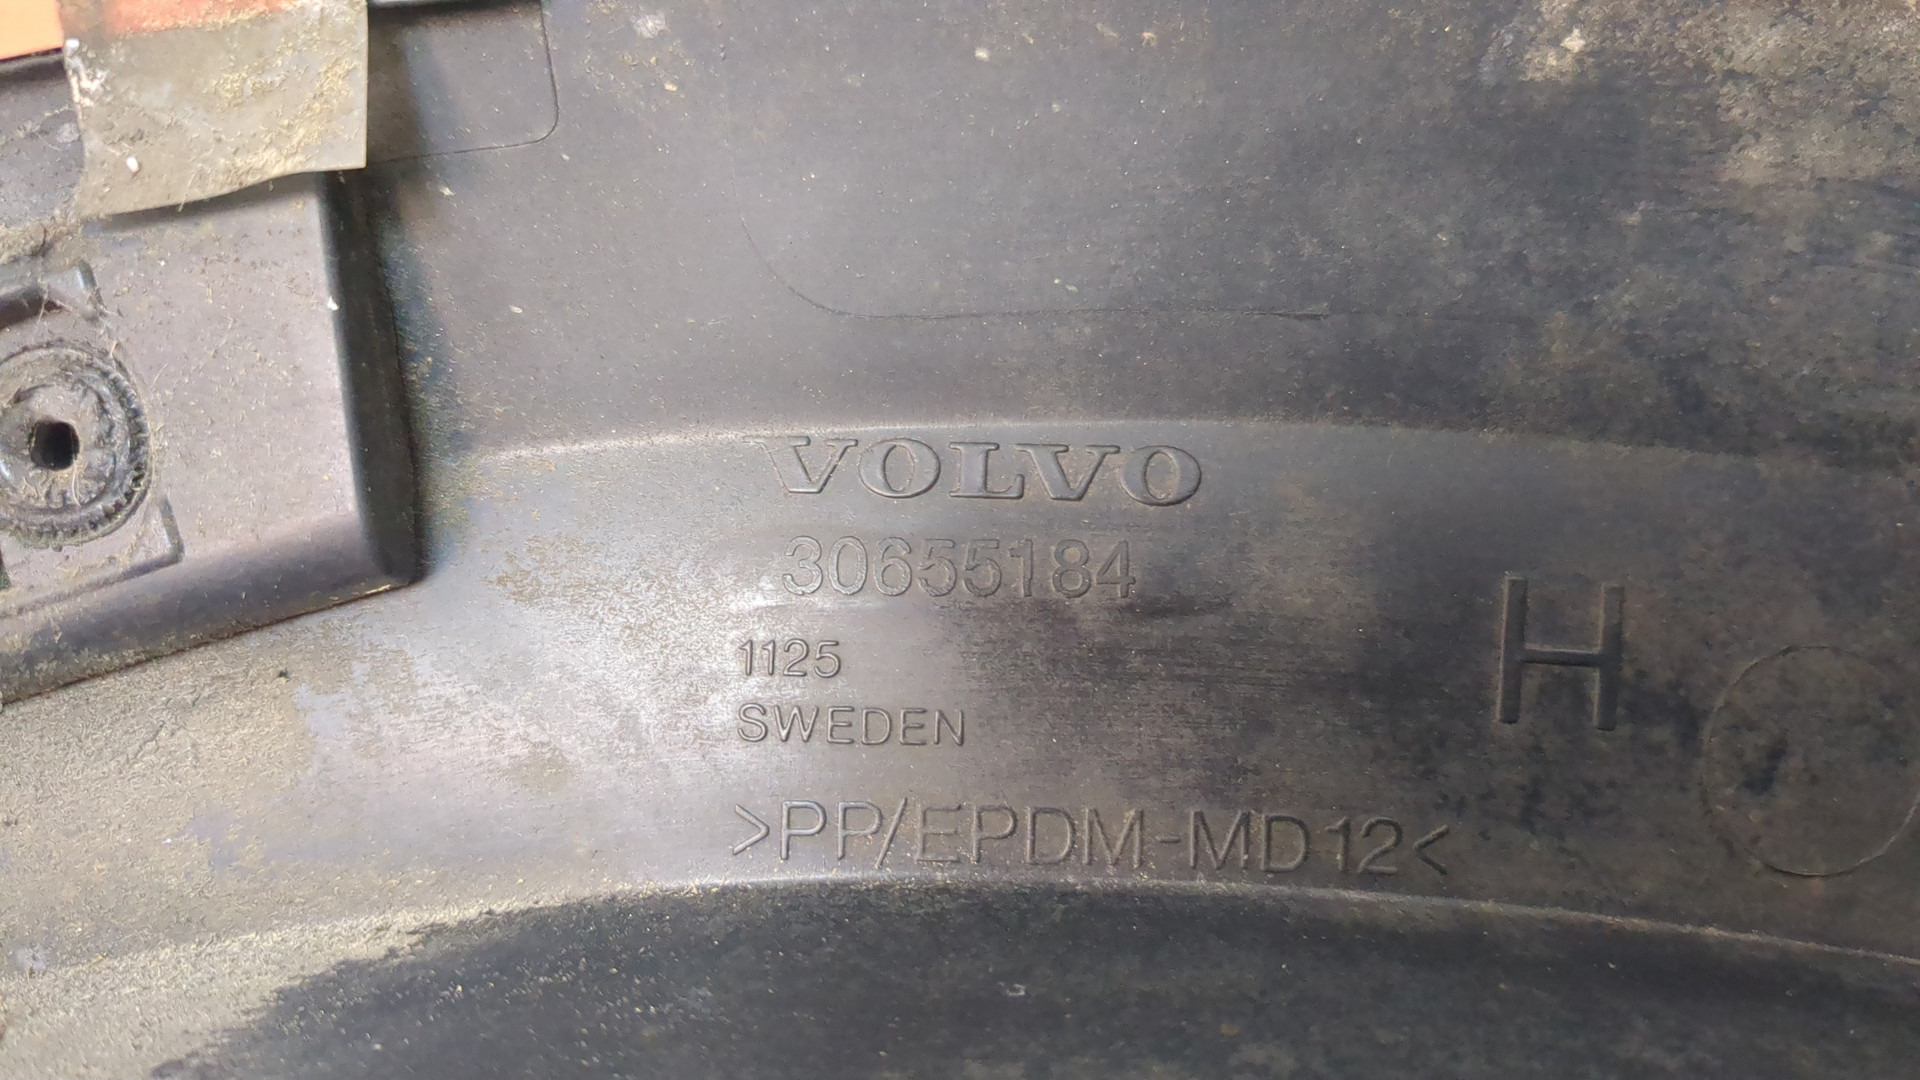 VOLVO
30655184
1125
SWEDEN
H
>PP/EPDM-MD12<